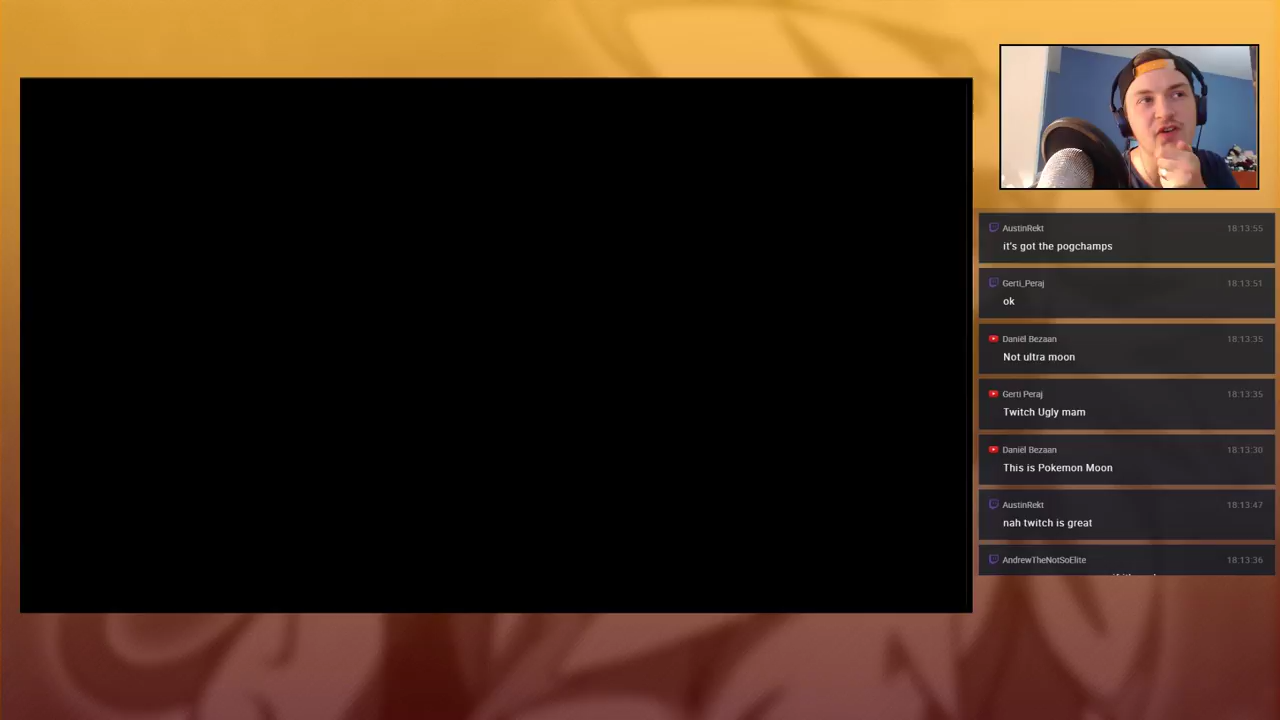 AustinRekt 18:13:55
it's got the pogchamps
Gerti_Peraj 18:13:51
ok
Daniël Bezaan 18:13:35
Not ultra moon
Gerti Peraj 18:13:35
Twitch Ugly mam
Daniël Bezaan 18:13:30
This is Pokemon Moon
AustinRekt 18:13:47
nah twitch is great
AndrewTheNotSoElite 18:13:36